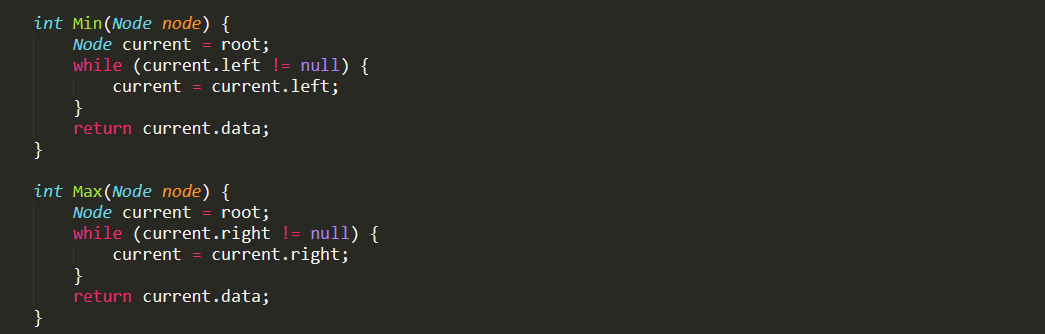 int Min(Node node) {
    Node current = root;
    while (current.left != null) {
        current = current.left;
    }
    return current.data;
}

int Max(Node node) {
    Node current = root;
    while (current.right != null) {
        current = current.right;
    }
    return current.data;
}